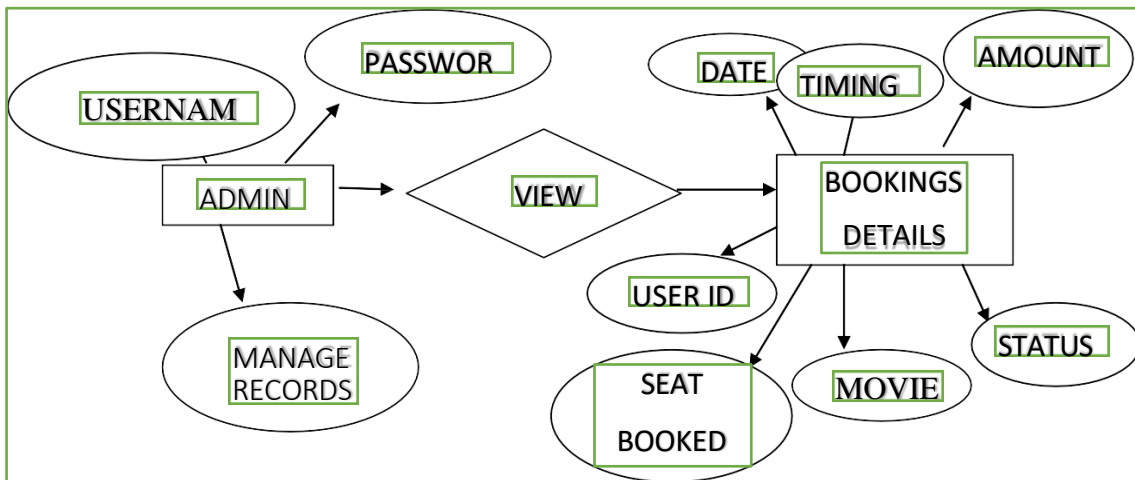 PASSWOR
DATE
TIMING
AMOUNT
USERNAM
ADMIN
VIEW
BOOKINGS
DETAILS
USER ID
MANAGE
RECORDS
STATUS
SEAT
BOOKED
MOVIE